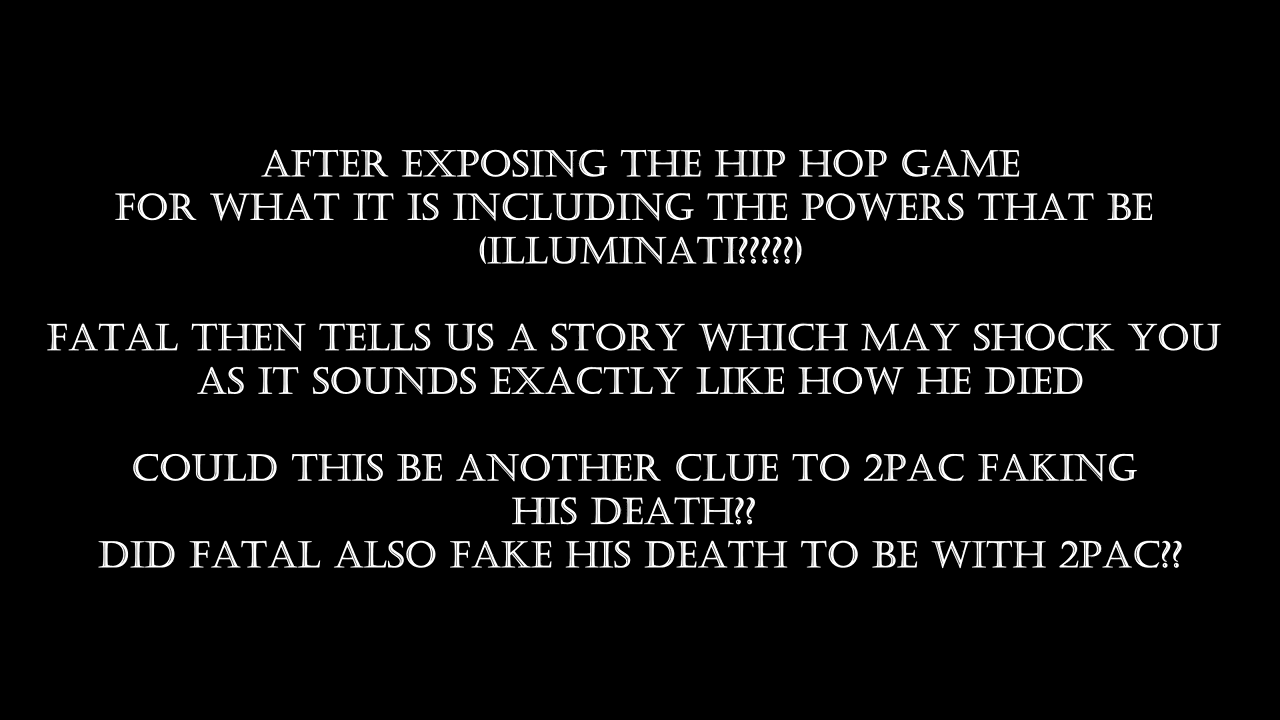 AFTER EXPOSING THE HIP HOP GAME
FOR WHAT IT IS INCLUDING THE POWERS THAT BE
(ILLUMINATI?????)
FATAL THEN TELLS US A STORY WHICH MAY SHOCK YOU
AS IT SOUNDS EXACTLY LIKE HOW HE DIED
COULD THIS BE ANOTHER CLUE TO 2PAC FAKING
HIS DEATH??
DID FATAL ALSO FAKE HIS DEATH TO BE WITH 2PAC??